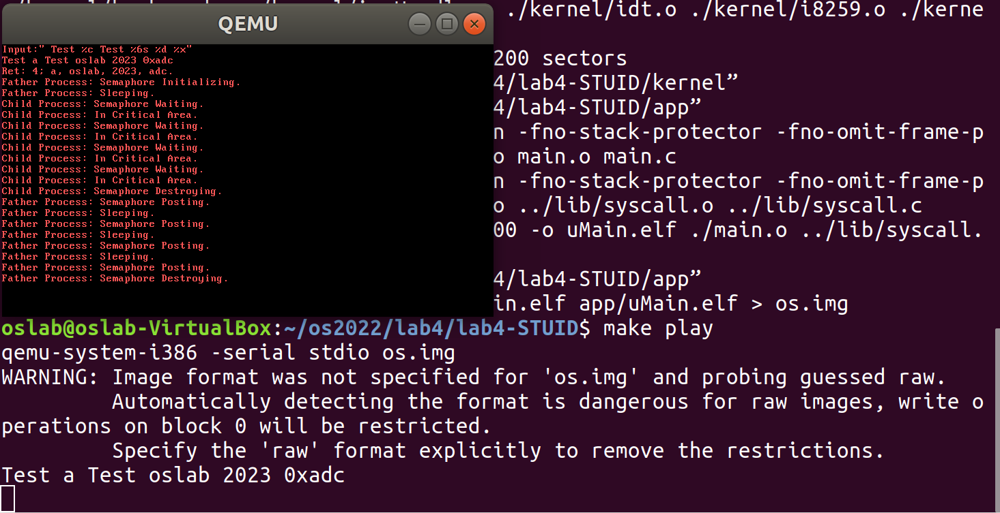 ./kernel/idt.o ./kernel/i8259.o ./kerne
QEMU
Input:" Test %c Test %6s %d %x"
Test a Test oslab 2023 0xadc
Ret: 4; a, oslab, 2023, adc.
Father Process: Semaphore Initializing.
Father Process: Sleeping.
Child Process: Semaphore Waiting.
Child Process: In Critical Area.
Child Process: Semaphore Waiting.
Child Process: In Critical Area.
Child Process: Semaphore Waiting.
Child Process: In Critical Area.
Child Process: Semaphore Waiting.
Child Process: In Critical Area.
Child Process: Semaphore Destroying.
Father Process: Semaphore Posting.
Father Process: Sleeping.
Father Process: Semaphore Posting.
Father Process: Sleeping.
Father Process: Semaphore Posting.
Father Process: Sleeping.
Father Process: Semaphore Posting.
Father Process: Semaphore Destroying.
200 sectors
4/lab4-STUID/kernel”
4/lab4-STUID/app”
n -fno-stack-protector -fno-omit-frame-p
o main.o main.c
n -fno-stack-protector -fno-omit-frame-p
o ../lib/syscall.o ../lib/syscall.c
00 -o uMain.elf ./main.o ../lib/syscall.
4/lab4-STUID/app”
in.elf app/uMain.elf > os.img
oslab@oslab-VirtualBox:~/os2022/lab4/lab4-STUID$ make play
qemu-system-i386 -serial stdio os.img
WARNING: Image format was not specified for 'os.img' and probing guessed raw.
         Automatically detecting the format is dangerous for raw images, write o
perations on block 0 will be restricted.
         Specify the 'raw' format explicitly to remove the restrictions.
Test a Test oslab 2023 0xadc